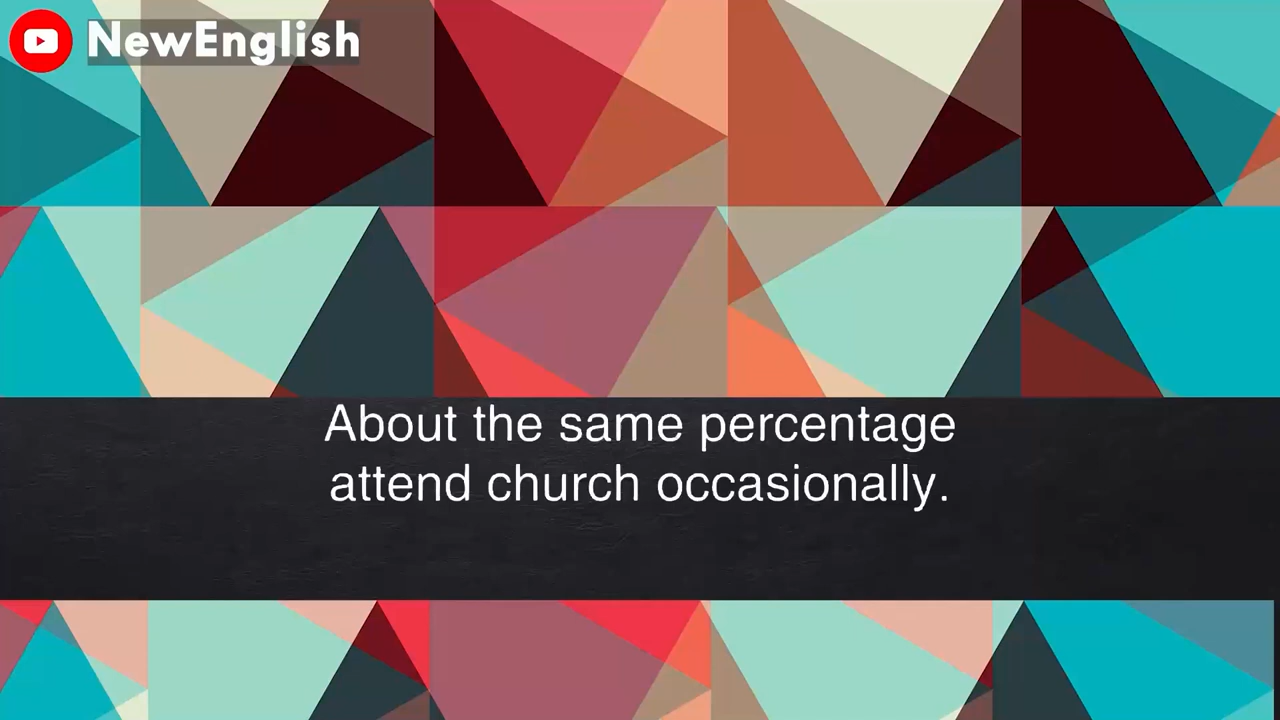 NewEnglish
About the same percentage
attend church occasionally.